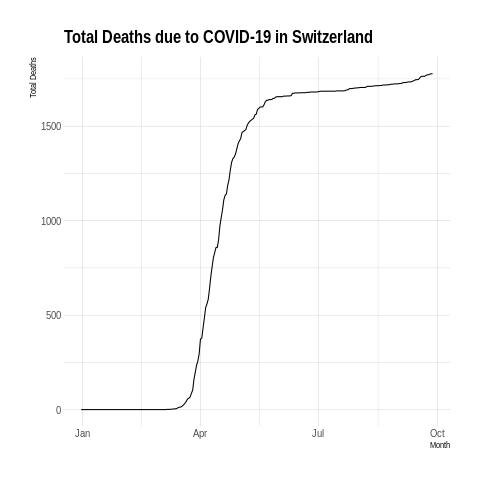 Total Deaths due to COVID-19 in Switzerland
Total Deaths
1500
1000
500
0
Jan Apr Jul Oct
Month